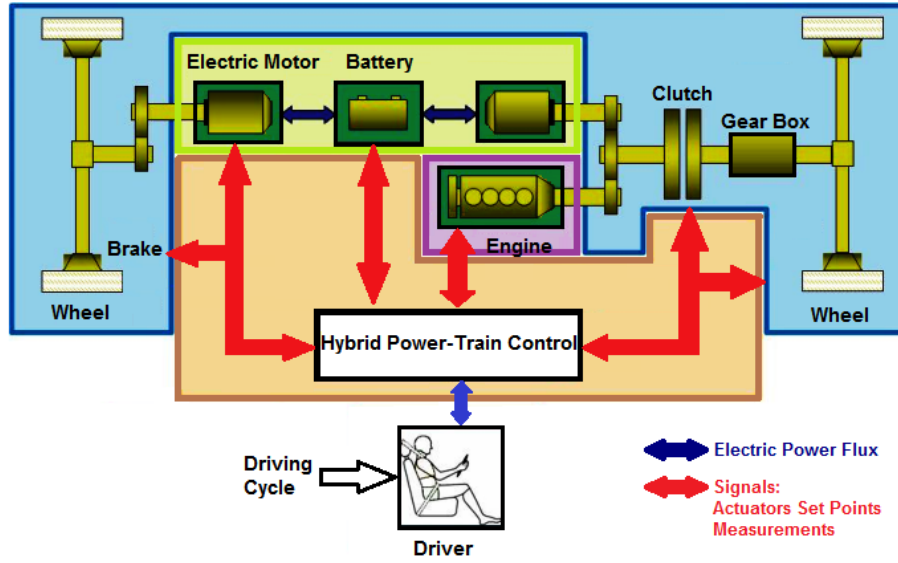 Electric Motor
Battery
Clutch
Gear Box
Brake
Engine
Wheel
Wheel
Hybrid Power-Train Control
Driving
Cycle
Driver
Electric Power Flux
Signals:
Actuators Set Points
Measurements